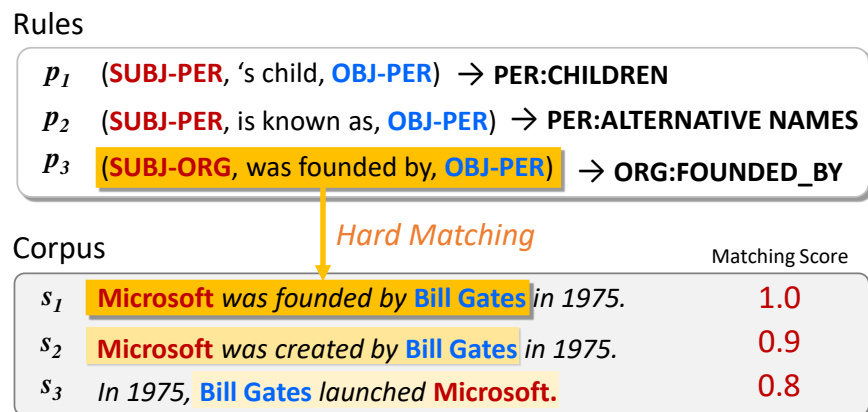 Rules
p1 (SUBJ-PER, ‘s child, OBJ-PER) → PER:CHILDREN
p2 (SUBJ-PER, is known as, OBJ-PER) → PER:ALTERNATIVE NAMES
p3 (SUBJ-ORG, was founded by, OBJ-PER) → ORG:FOUNDED_BY
Hard Matching
Corpus
Matching Score
s1 Microsoft was founded by Bill Gates in 1975. 1.0
s2 Microsoft was created by Bill Gates in 1975. 0.9
s3 In 1975, Bill Gates launched Microsoft. 0.8